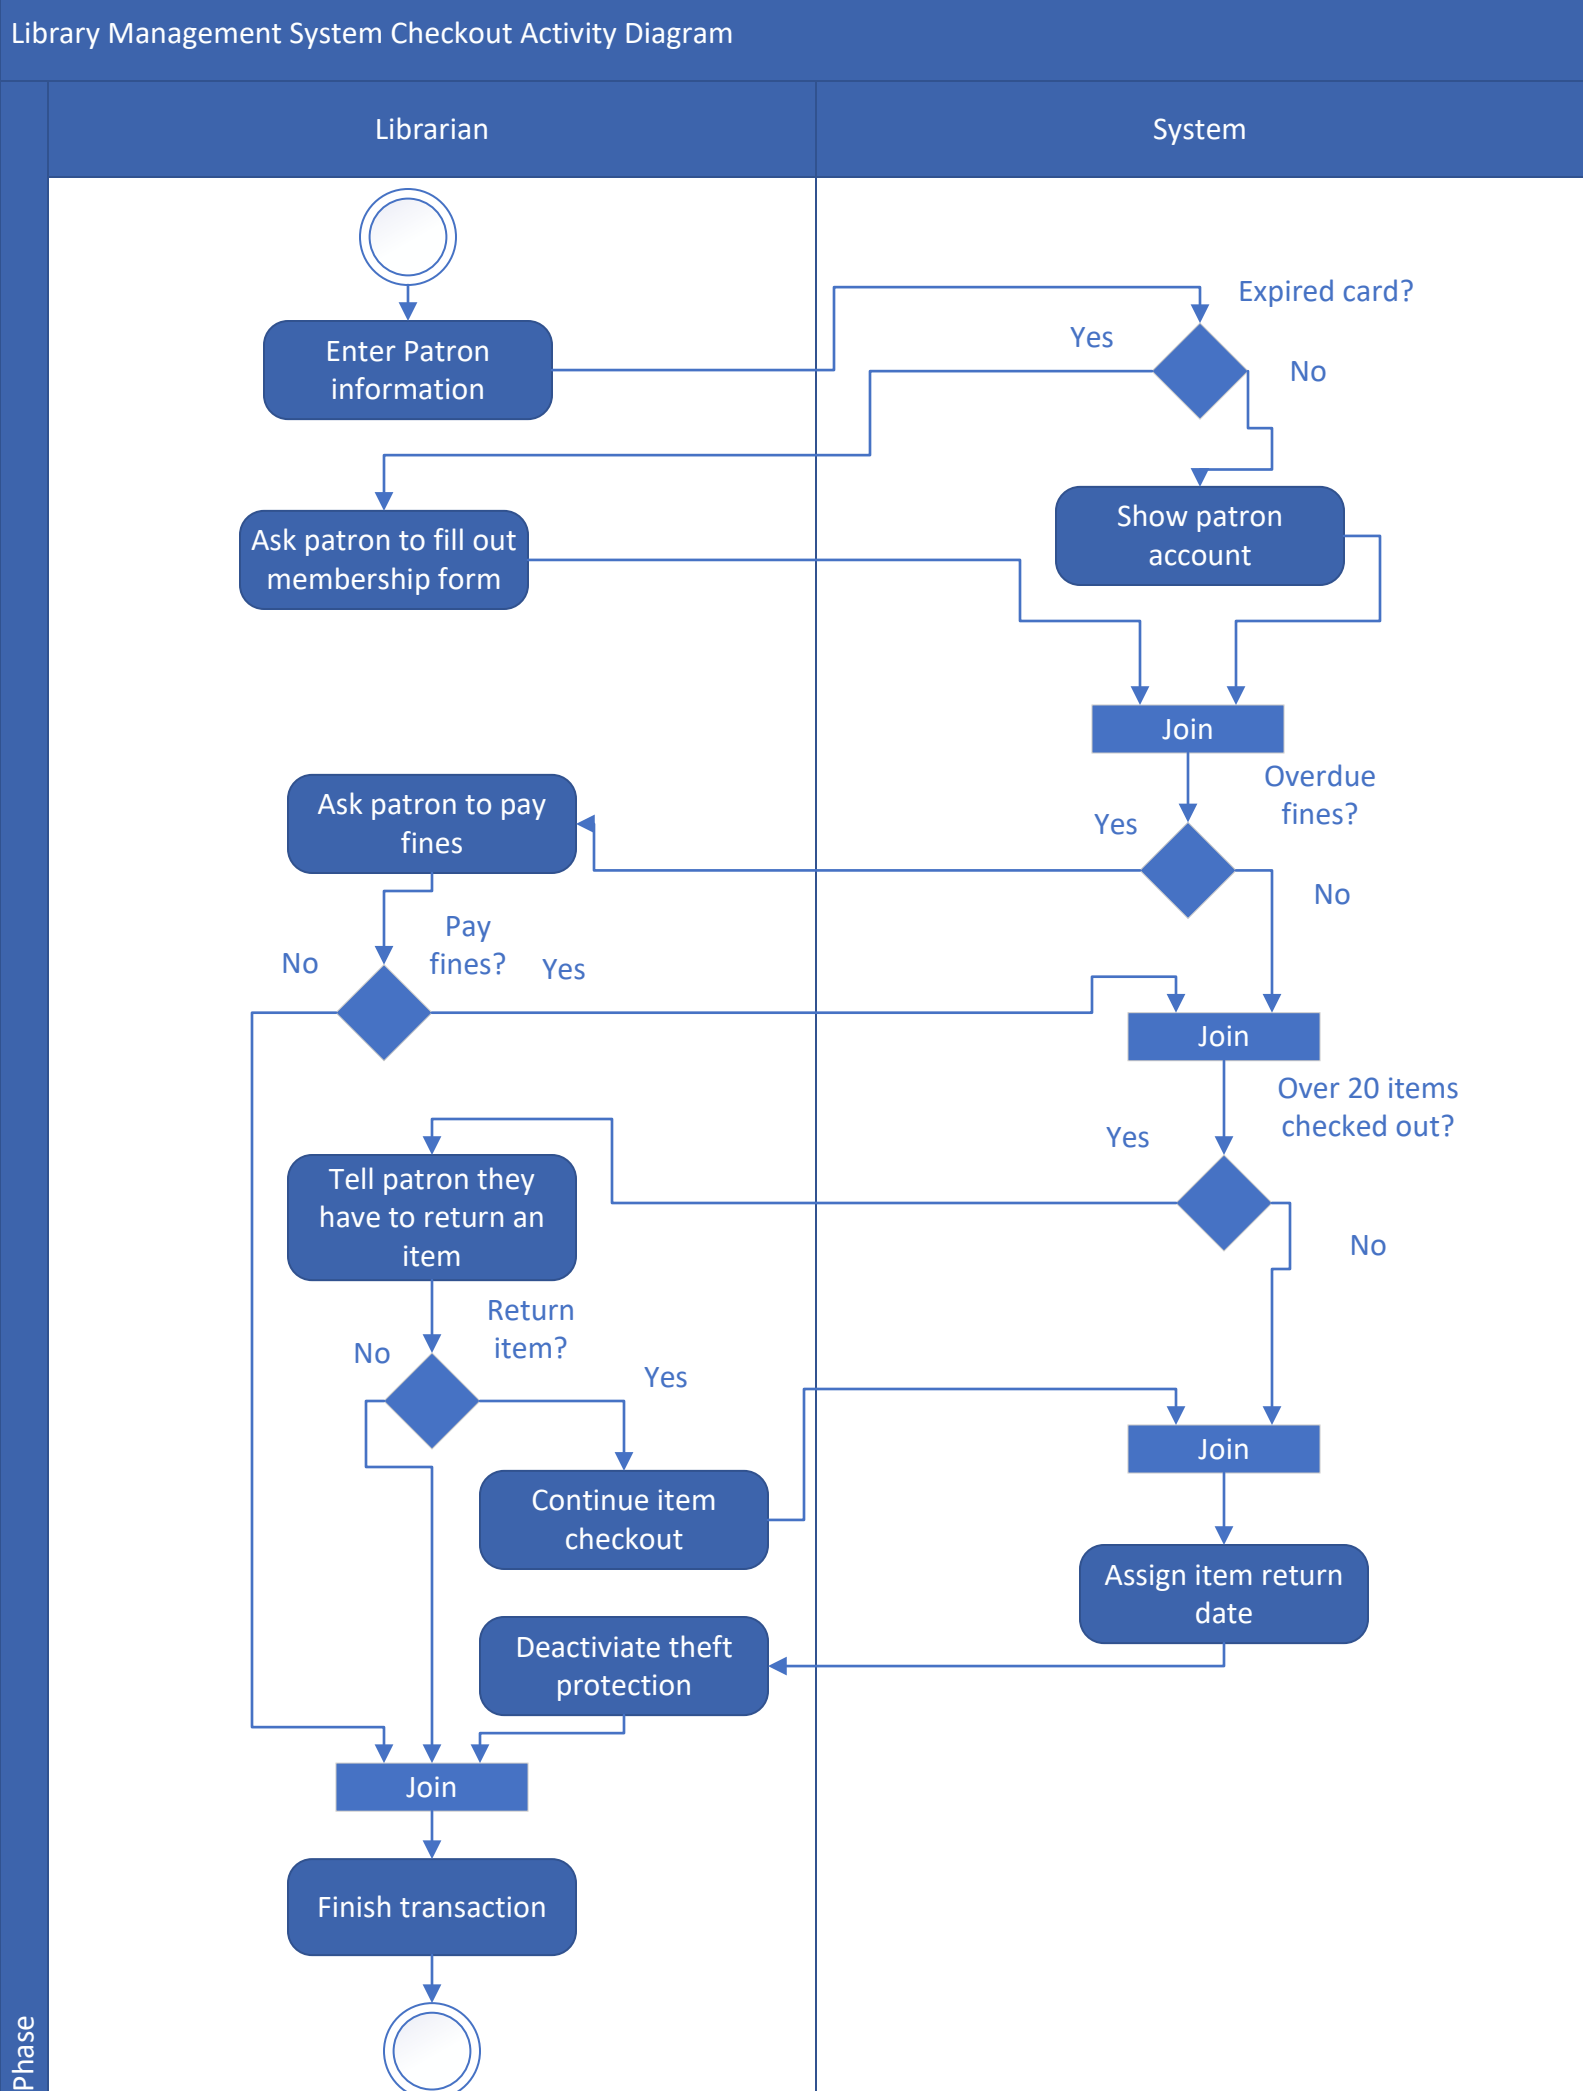 Library Management System Checkout Activity Diagram
Librarian
System
Expired card?
Yes
No
Enter Patron
information
Ask patron to fill out
membership form
Show patron
account
Join
Overdue
fines?
Yes
No
Ask patron to pay
fines
Pay
fines?
No
Yes
Join
Over 20 items
checked out?
Yes
No
Tell patron they
have to return an
item
Return
item?
No
Yes
Join
Continue item
checkout
Assign item return
date
Deactiviate theft
protection
Join
Finish transaction
Phase